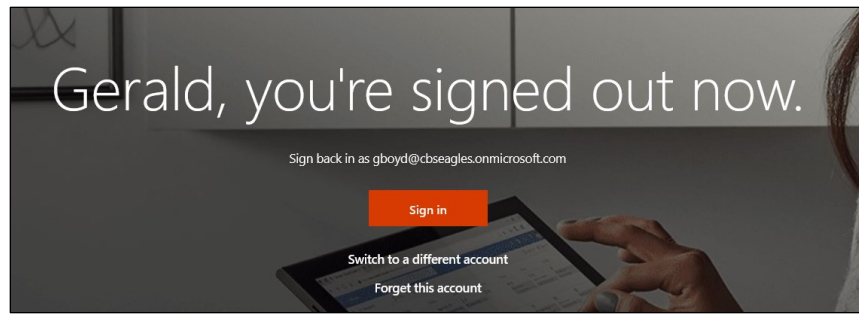 Gerald, you're signed out now.
Sign back in as gboyd@cbseagles.onmicrosoft.com
Sign in
Switch to a different account
Forget this account